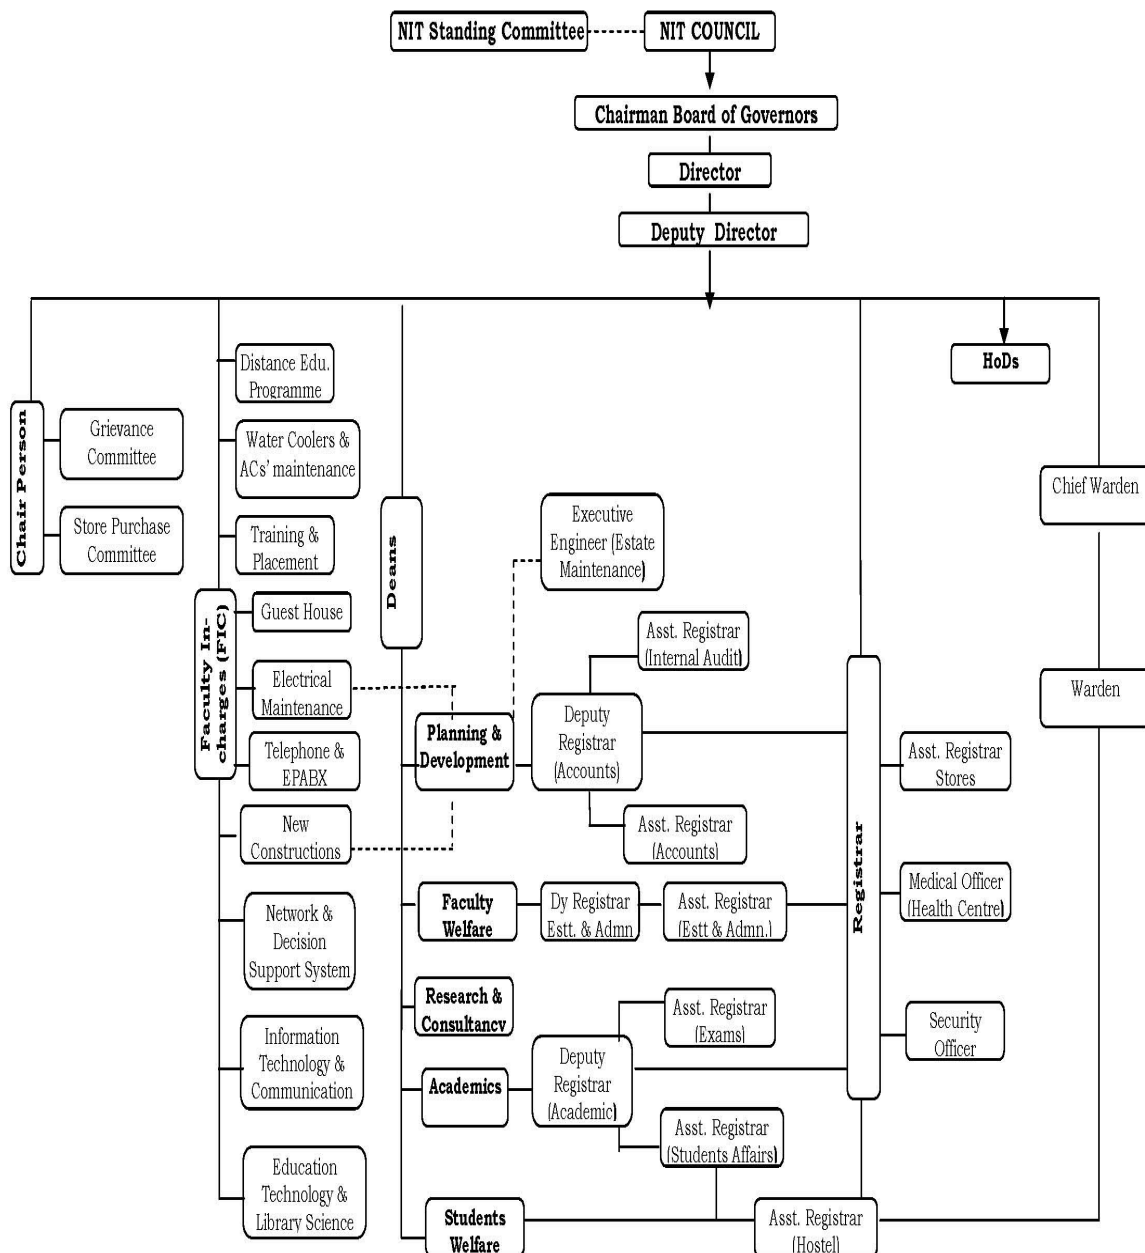 NIT Standing Committee
NIT COUNCIL
Chairman Board of Governors
Director
Deputy Director
HoDs
Chair Person
Grievance
Committee
Store Purchase
Committee
Faculty In-
charges (FIC)
Distance Edu.
Programme
Water Coolers &
ACs' maintenance
Training &
Placement
Guest House
Electrical
Maintenance
Telephone &
EPABX
New
Constructions
Network &
Decision
Support System
Information
Technology &
Communication
Education
Technology &
Library Science
Deans
Executive
Engineer (Estate
Maintenance)
Planning &
Development
Asst. Registrar
(Internal Audit)
Deputy
Registrar
(Accounts)
Asst. Registrar
(Accounts)
Faculty
Welfare
Dy Registrar
Estt. & Admn
Asst. Registrar
(Estt & Admn.)
Research &
Consultancy
Asst. Registrar
(Exams)
Academics
Deputy
Registrar
(Academic)
Asst. Registrar
(Students Affairs)
Students
Welfare
Asst. Registrar
(Hostel)
Registrar
Asst. Registrar
Stores
Medical Officer
(Health Centre)
Security
Officer
Chief Warden
Warden